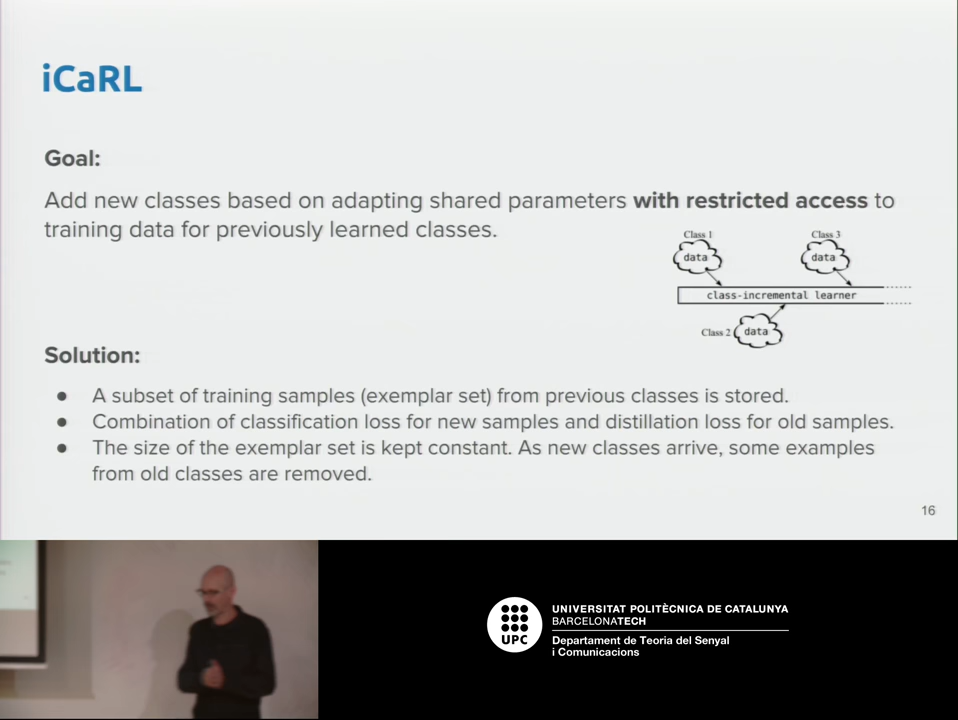 iCaRL
Goal:
Add new classes based on adapting shared parameters with restricted access to
training data for previously learned classes.
Class 1
Class 3
data
data
class-incremental learner
Class 2
data
Solution:
● A subset of training samples (exemplar set) from previous classes is stored.
● Combination of classification loss for new samples and distillation loss for old samples.
● The size of the exemplar set is kept constant. As new classes arrive, some examples
from old classes are removed.
16
UPC
UNIVERSITAT POLITÈCNICA DE CATALUNYA
BARCELONATECH
Departament de Teoria del Senyal
i Comunicacions